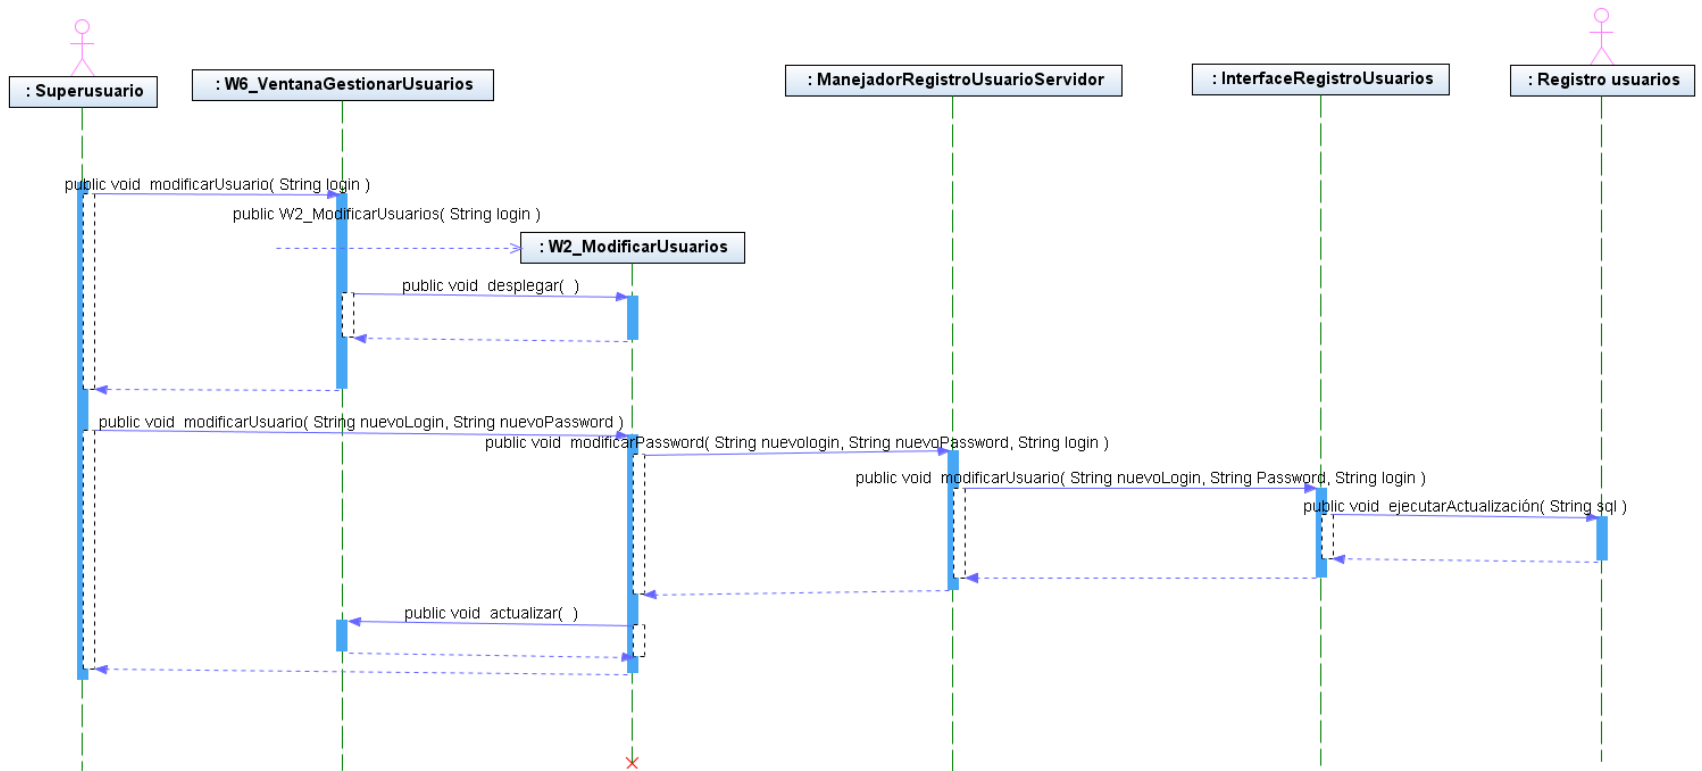 : Superusuario
: W6_VentanaGestionarUsuarios
: ManejadorRegistroUsuarioServidor
: InterfaceRegistroUsuarios
: Registro usuarios
public void modificarUsuario( String login )
public W2_ModificarUsuarios( String login )
: W2_ModificarUsuarios
public void desplegar( )
public void modificarUsuario( String nuevoLogin, String nuevoPassword )
public void modificarPassword( String nuevologin, String nuevoPassword, String login )
public void modificarUsuario( String nuevoLogin, String Password, String login )
public void ejecutarActualización( String sql )
public void actualizar( )